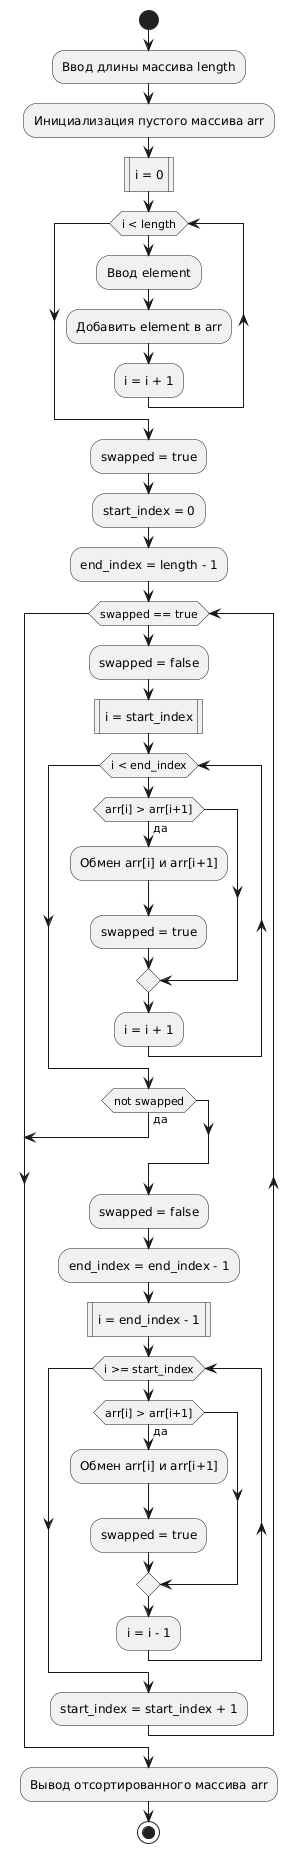 Ввод длины массива length
Инициализация пустого массива arr
i = 0
i < length
Ввод element
Добавить element в arr
i = i + 1
swapped = true
start_index = 0
end_index = length - 1
swapped == true
swapped = false
i = start_index
i < end_index
arr[i] > arr[i+1]
да
Обмен arr[i] и arr[i+1]
swapped = true
i = i + 1
not swapped
да
swapped = false
end_index = end_index - 1
i = end_index - 1
i >= start_index
arr[i] > arr[i+1]
да
Обмен arr[i] и arr[i+1]
swapped = true
i = i - 1
start_index = start_index + 1
Вывод отсортированного массива arr